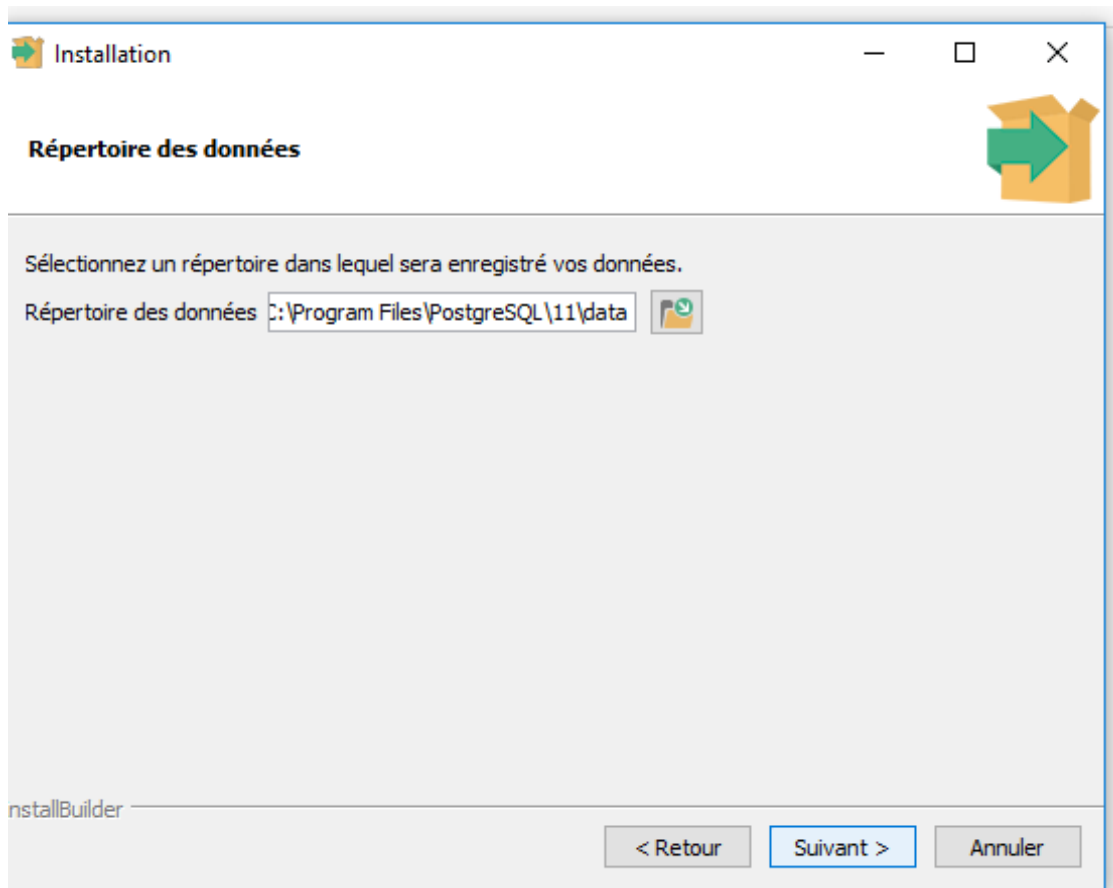 Installation
Répertoire des données
Sélectionnez un répertoire dans lequel sera enregistré vos données.
Répertoire des données :\Program Files\PostgreSQL\11\data
nstallBuilder
< Retour Suivant > Annuler